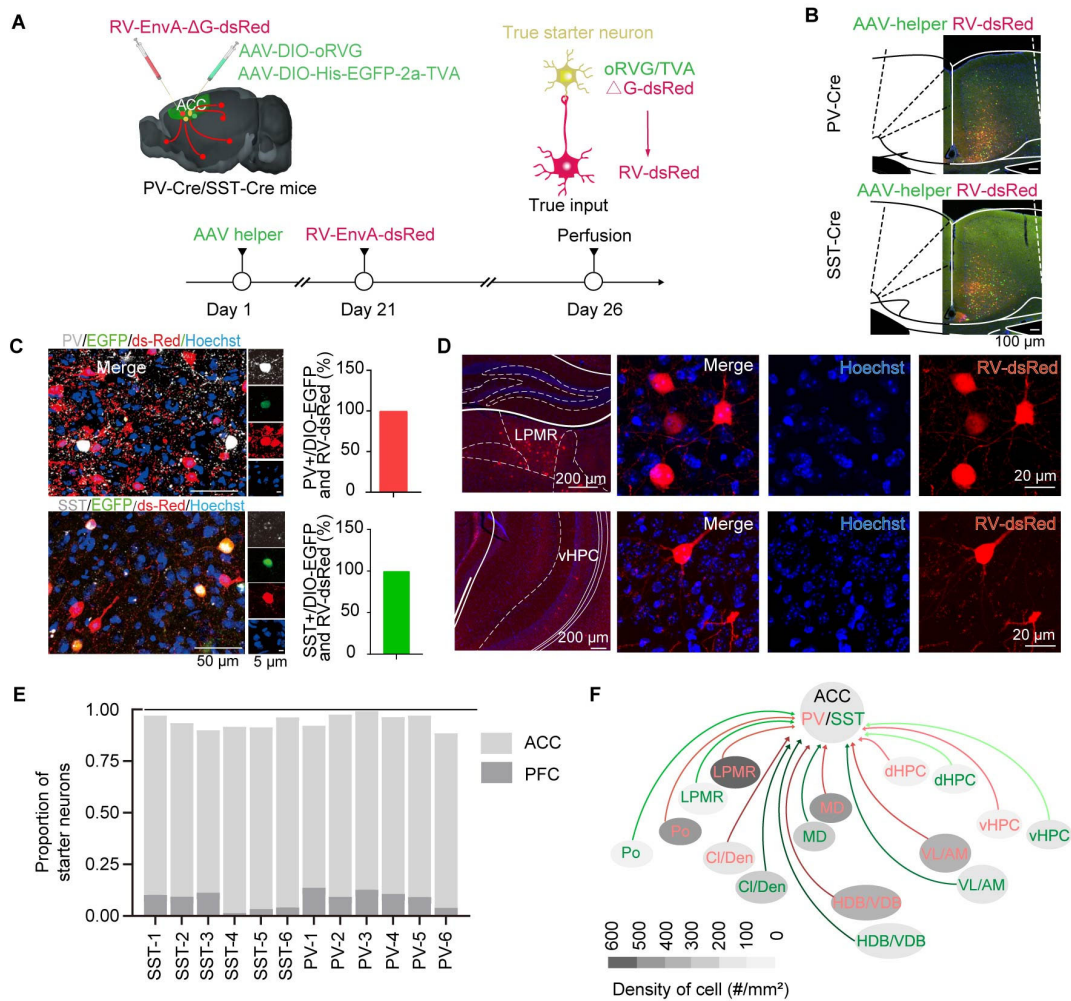 A
RV-EnvA-ΔG-dsRed
AAV-DIO-oRVG
AAV-DIO-His-EGFP-2a-TVA
ACC
PV-Cre/SST-Cre mice
True starter neuron
oRVG/TVA
△G-dsRed
RV-dsRed
True input
AAV helper
RV-EnvA-dsRed
Perfusion
Day 1
Day 21
Day 26
B
AAV-helper RV-dsRed
PV-Cre
AAV-helper RV-dsRed
SST-Cre
100 µm
C
PV/EGFP/ds-Red/Hoechst
Merge
PV+/DIO-EGFP
and RV-dsRed (%)
150
100
50
0
SST/EGFP/ds-Red/Hoechst
50 µm
5 µm
SST+/DIO-EGFP
and RV-dsRed (%)
150
100
50
0
D
LPMR
200 µm
Merge
Hoechst
RV-dsRed
20 µm
vHPC
200 µm
Merge
Hoechst
RV-dsRed
20 µm
E
Proportion of
starter neurons
1.00
0.75
0.50
0.25
0.00
ACC
PFC
SST-1
SST-2
SST-3
SST-4
SST-5
SST-6
PV-1
PV-2
PV-3
PV-4
PV-5
PV-6
F
ACC
PV/SST
LPMR
LPMR
Po
Po
Cl/Den
Cl/Den
MD
MD
HDB/VDB
HDB/VDB
dHPC
dHPC
vHPC
vHPC
VL/AM
VL/AM
600
500
400
300
200
100
0
Density of cell (#/mm²)